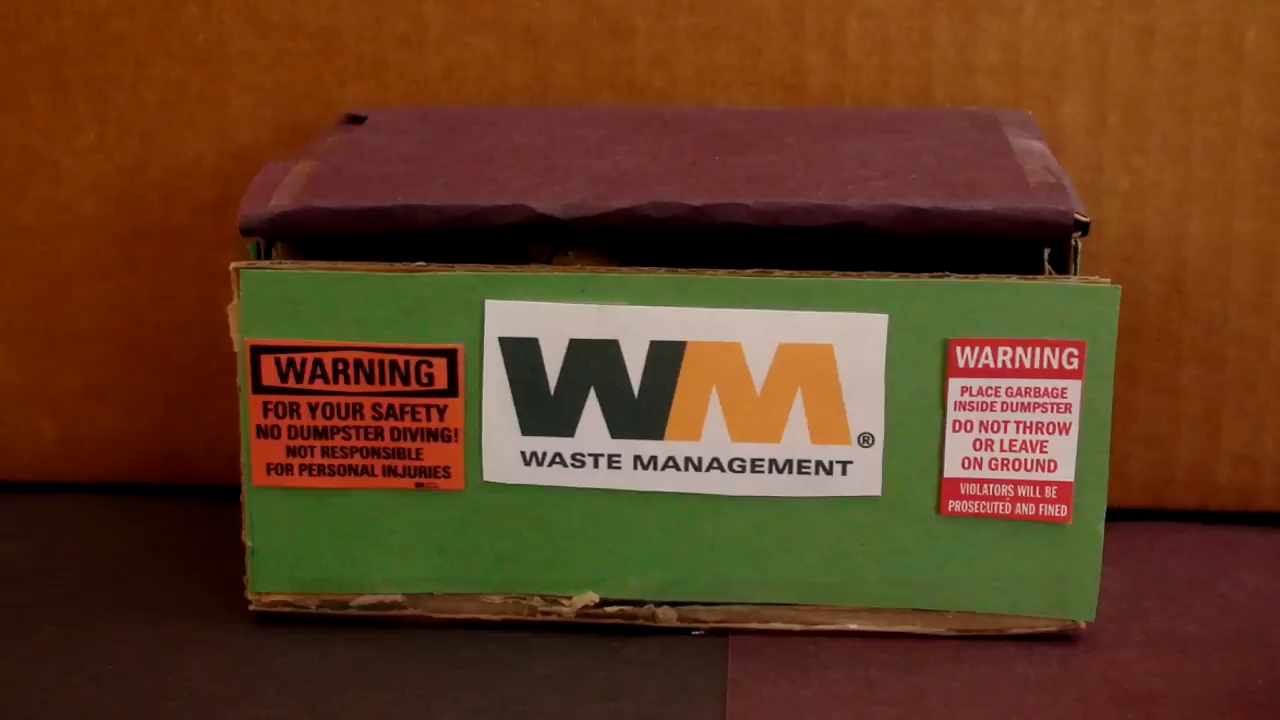 WARNING
FOR YOUR SAFETY
NO DUMPSTER DIVING!
NOT RESPONSIBLE
FOR PERSONAL INJURIES
WM®
WASTE MANAGEMENT
WARNING
PLACE GARBAGE
INSIDE DUMPSTER
DO NOT THROW
OR LEAVE
ON GROUND
VIOLATORS WILL BE
PROSECUTED AND FINED